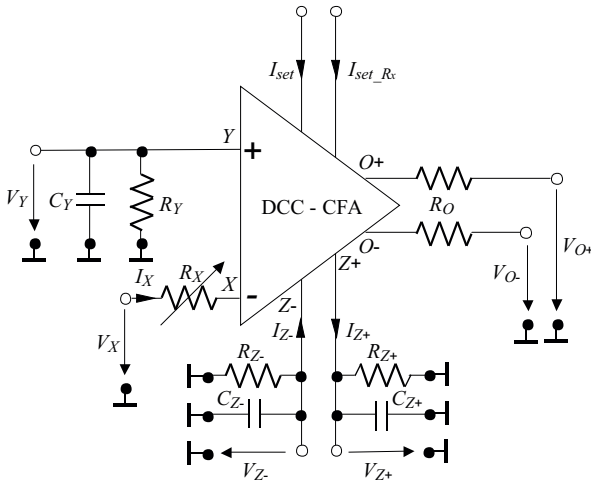 I_set I_set_Rx
Y
+
O+
V_Y C_Y R_Y DCC - CFA R_O
O-
V_O+
I_X R_X X Z- Z+ V_O-
-
V_X I_Z- I_Z+
R_Z- R_Z+
C_Z- C_Z+
V_Z- V_Z+